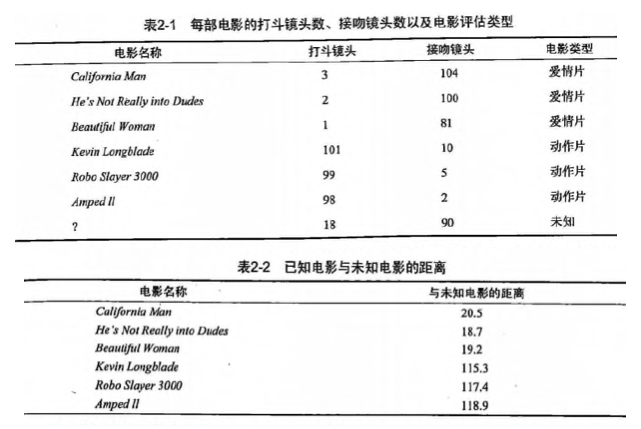 表2-1 每部电影的打斗镜头数、接吻镜头数以及电影评估类型
电影名称 打斗镜头 接吻镜头 电影类型
California Man 3 104 爱情片
He's Not Really into Dudes 2 100 爱情片
Beautiful Woman 1 81 爱情片
Kevin Longblade 101 10 动作片
Robo Slayer 3000 99 5 动作片
Amped II 98 2 动作片
? 18 90 未知
表2-2 已知电影与未知电影的距离
电影名称 与未知电影的距离
California Man 20.5
He's Not Really into Dudes 18.7
Beautiful Woman 19.2
Kevin Longblade 115.3
Robo Slayer 3000 117.4
Amped II 118.9